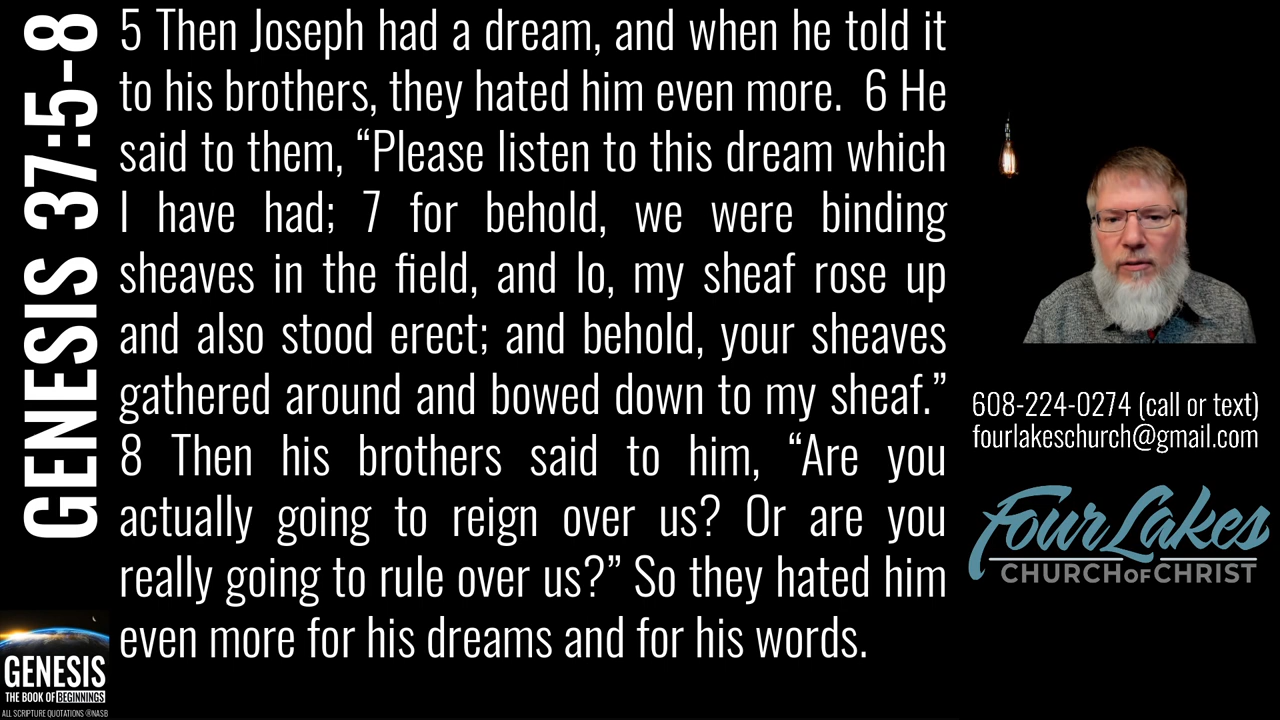 GENESIS 37:5-8
5 Then Joseph had a dream, and when he told it
to his brothers, they hated him even more.  6 He
said to them, “Please listen to this dream which
I have had; 7 for behold, we were binding
sheaves in the field, and lo, my sheaf rose up
and also stood erect; and behold, your sheaves
gathered around and bowed down to my sheaf.”
8 Then his brothers said to him, “Are you
actually going to reign over us? Or are you
really going to rule over us?” So they hated him
even more for his dreams and for his words.
GENESIS
THE BOOK OF BEGINNINGS
ALL SCRIPTURE QUOTATIONS @NASB
608-224-0274 (call or text)
fourlakeschurch@gmail.com
Four Lakes
CHURCH OF CHRIST